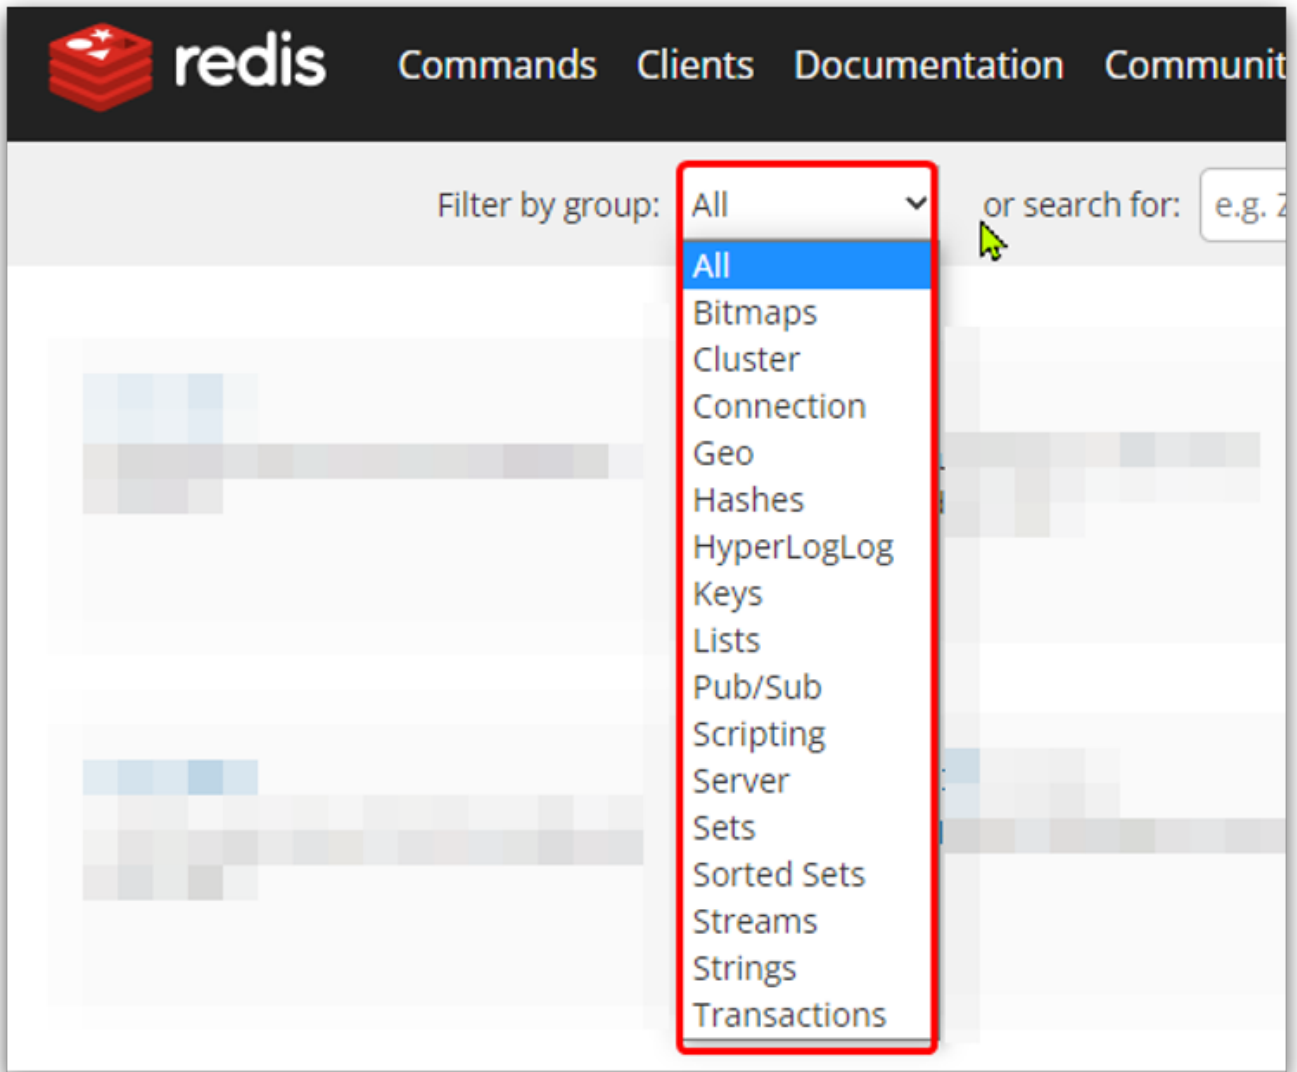 redis Commands Clients Documentation Communit
Filter by group: All or search for: e.g. Z
All
Bitmaps
Cluster
Connection
Geo
Hashes
HyperLogLog
Keys
Lists
Pub/Sub
Scripting
Server
Sets
Sorted Sets
Streams
Strings
Transactions